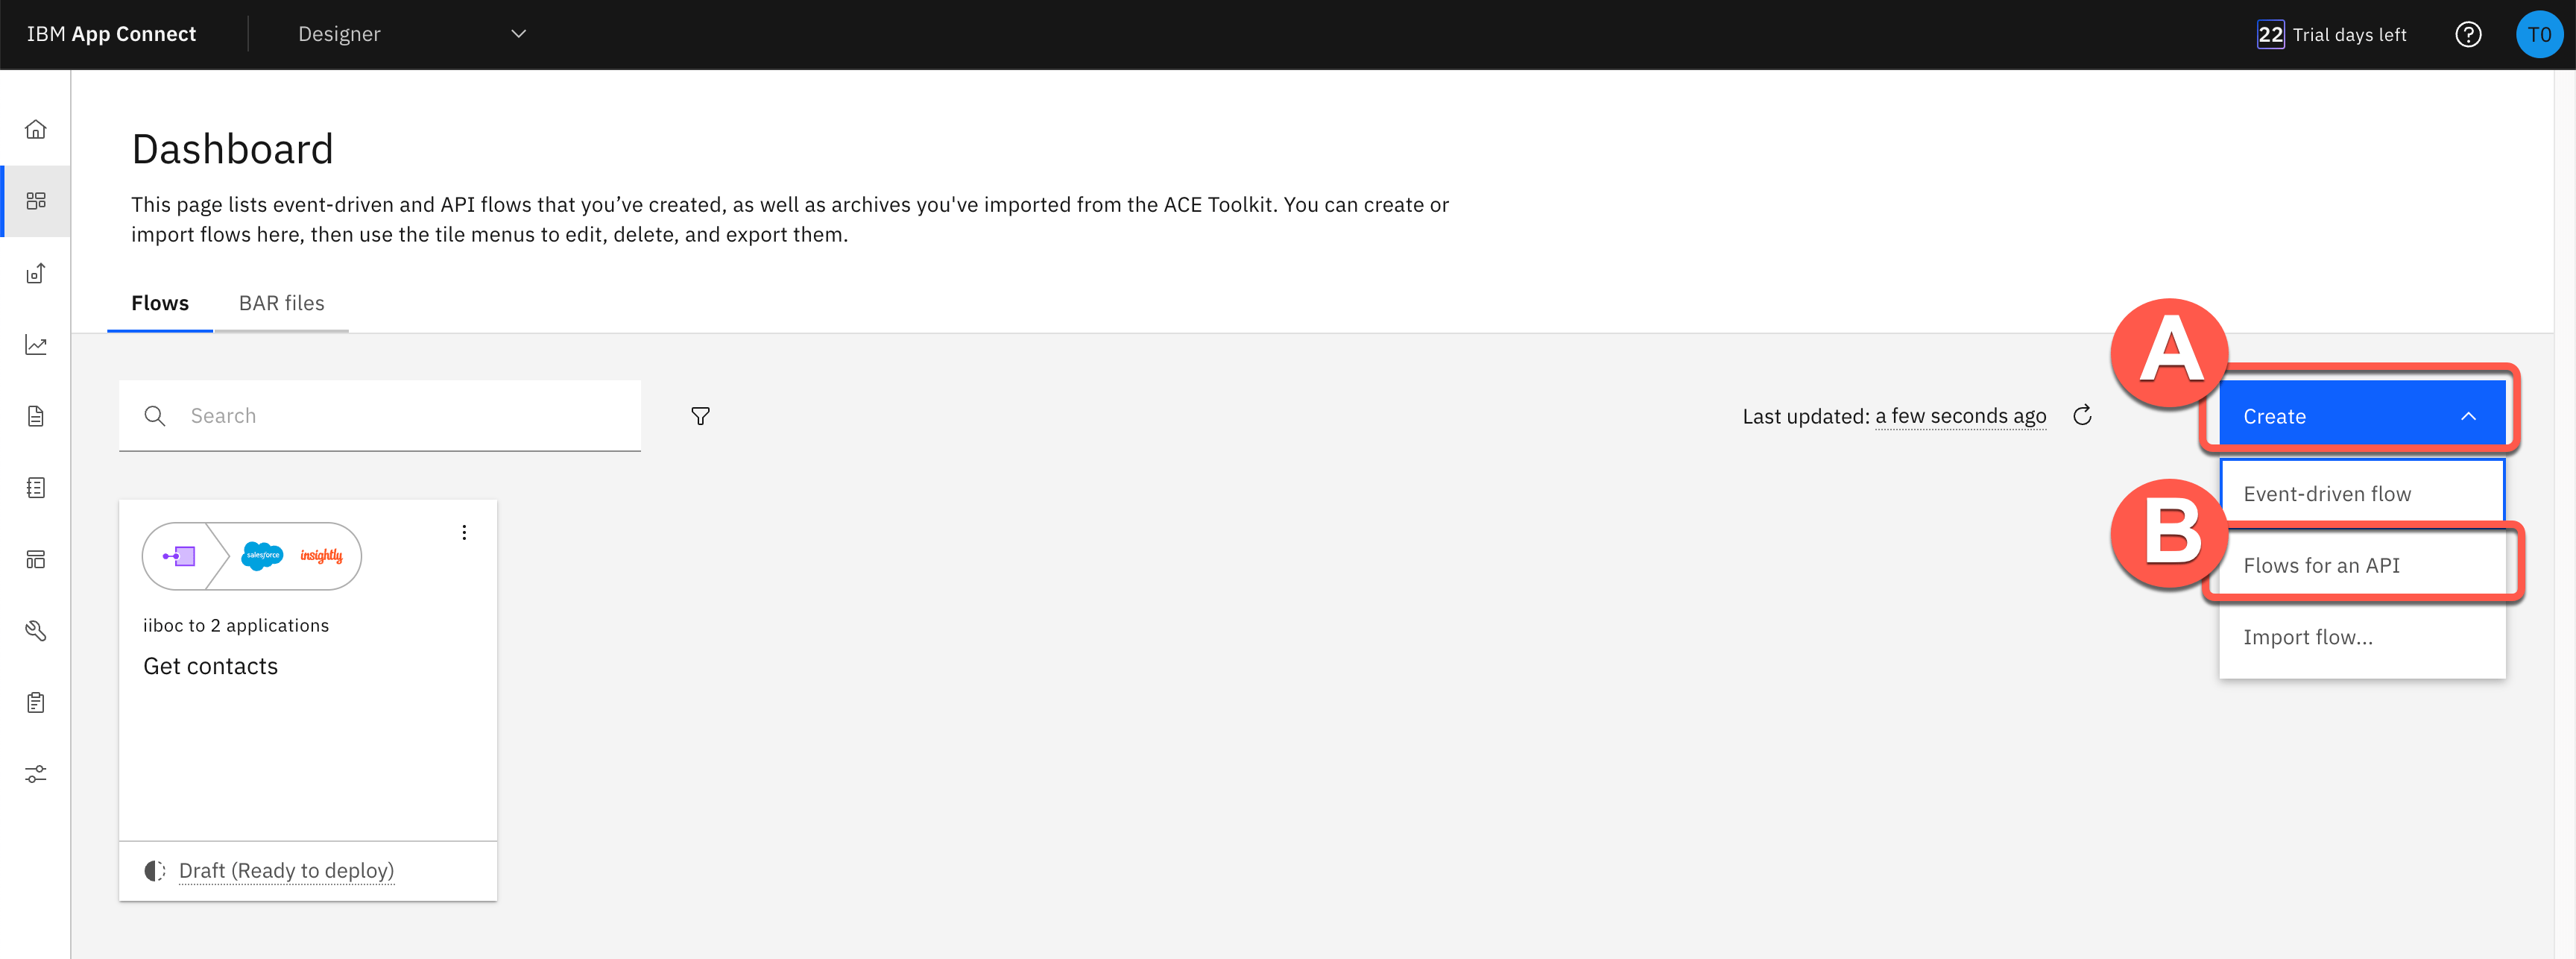 IBM App Connect
Designer
22 Trial days left
T0
Dashboard
This page lists event-driven and API flows that you’ve created, as well as archives you've imported from the ACE Toolkit. You can create or
import flows here, then use the tile menus to edit, delete, and export them.
Flows
BAR files
A
Search
Last updated: a few seconds ago
Create
Event-driven flow
B
Flows for an API
Import flow...
salesforce
insightly
iiboc to 2 applications
Get contacts
Draft (Ready to deploy)